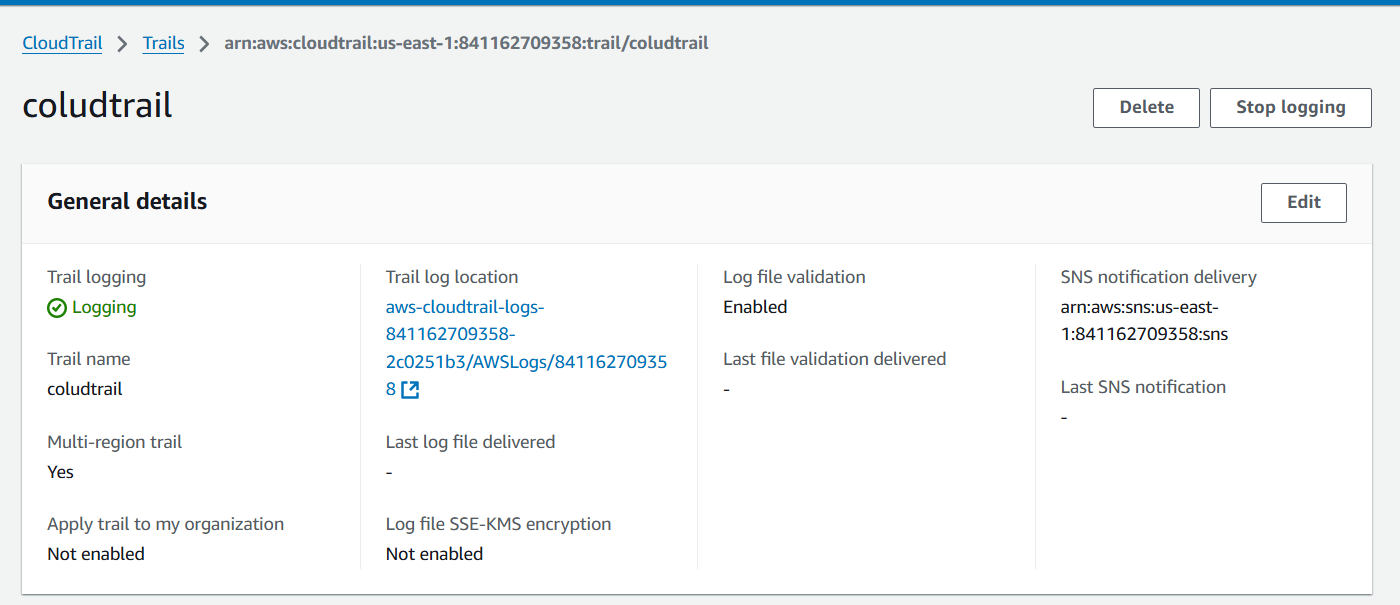 CloudTrail > Trails > arn:aws:cloudtrail:us-east-1:841162709358:trail/coludtrail
coludtrail
Delete
Stop logging
General details
Edit
Trail logging
Logging
Trail name
coludtrail
Multi-region trail
Yes
Apply trail to my organization
Not enabled
Trail log location
aws-cloudtrail-logs-
841162709358-
2c0251b3/AWSLogs/84116270935
8
Last log file delivered
-
Log file SSE-KMS encryption
Not enabled
Log file validation
Enabled
Last file validation delivered
-
SNS notification delivery
arn:aws:sns:us-east-
1:841162709358:sns
Last SNS notification
-